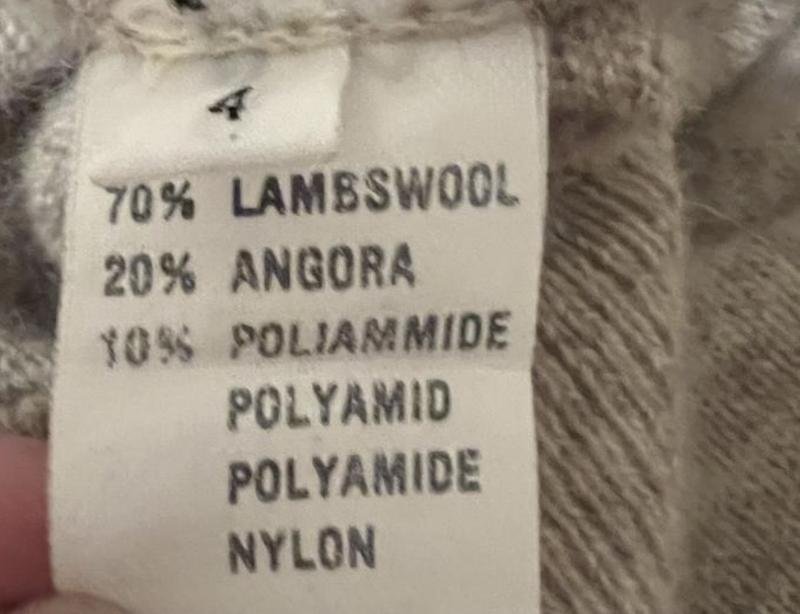 4
70% LAMBSWOOL
20% ANGORA
10% POLIAMMIDE
POLYAMID
POLYAMIDE
NYLON